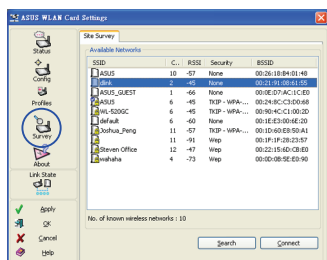 ASUS WLAN Card Settings
Status
Config
Profiles
Survey
About
Link State
Apply
OK
Cancel
Help
Site Survey
Available Networks
SSID C.. RSSI Security BSSID
ASUS 10 -57 None 00:26:18:B4:01:48
dlink 2 -45 None 00:21:91:08:61:55
ASUS_GUEST 1 -66 None 00:0E:D7:AC:1C:E0
ASUS 6 -45 TKIP - WPA-... 00:24:8C:C3:D0:68
WL-520GC 6 -45 TKIP - WPA-... 00:90:4C:C1:00:2D
default 6 -60 None 00:1E:E3:00:6E:20
Joshua_Peng 11 -57 TKIP - WPA-... 00:1D:60:E8:50:A1
11 -91 Wep 00:1F:1F:28:23:57
Steven Office 12 -47 Wep 00:22:15:6D:CB:E0
wahaha 4 -73 Wep 00:0D:0B:5E:E0:90
No. of known wireless networks : 10
Search Connect